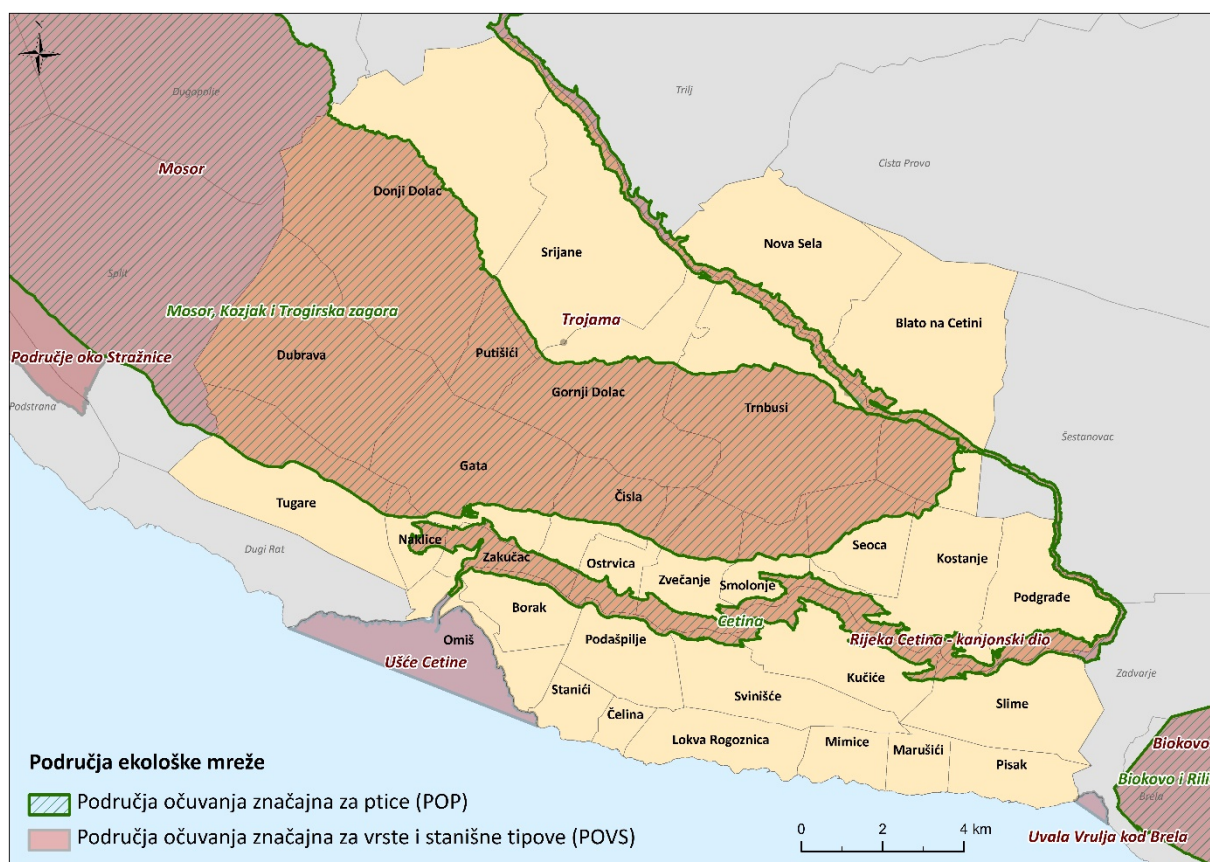 Dugopolje
Trilj
Mosor
Cista Provo
Donji Dolac
Nova Sela
Srijane
Split
Mosor, Kozjak i Trogirska zagora
Trojama
Blato na Cetini
Područje oko Stražnice
Dubrava
Putišići
Gornji Dolac
Trnbusi
Podstrana
Šestanovac
Gata
Čisla
Tugare
Naklice
Zakučac
Ostrvica
Zvečanje
Smolonje
Seoca
Kostanje
Podgrađe
Dugi Rat
Borak
Cetina
Omiš
Podašpilje
Rijeka Cetina - kanjonski dio
Ušće Cetine
Zadvarje
Stanići
Svinišće
Kučiće
Slime
Čelina
Lokva Rogoznica
Mimice
Marušići
Pisak
Biokovo
Biokovo i Rili
Brela
Uvala Vrulja kod Brela
Područja ekološke mreže
Područja očuvanja značajna za ptice (POP)
Područja očuvanja značajna za vrste i stanišne tipove (POVS)
0 2 4 km